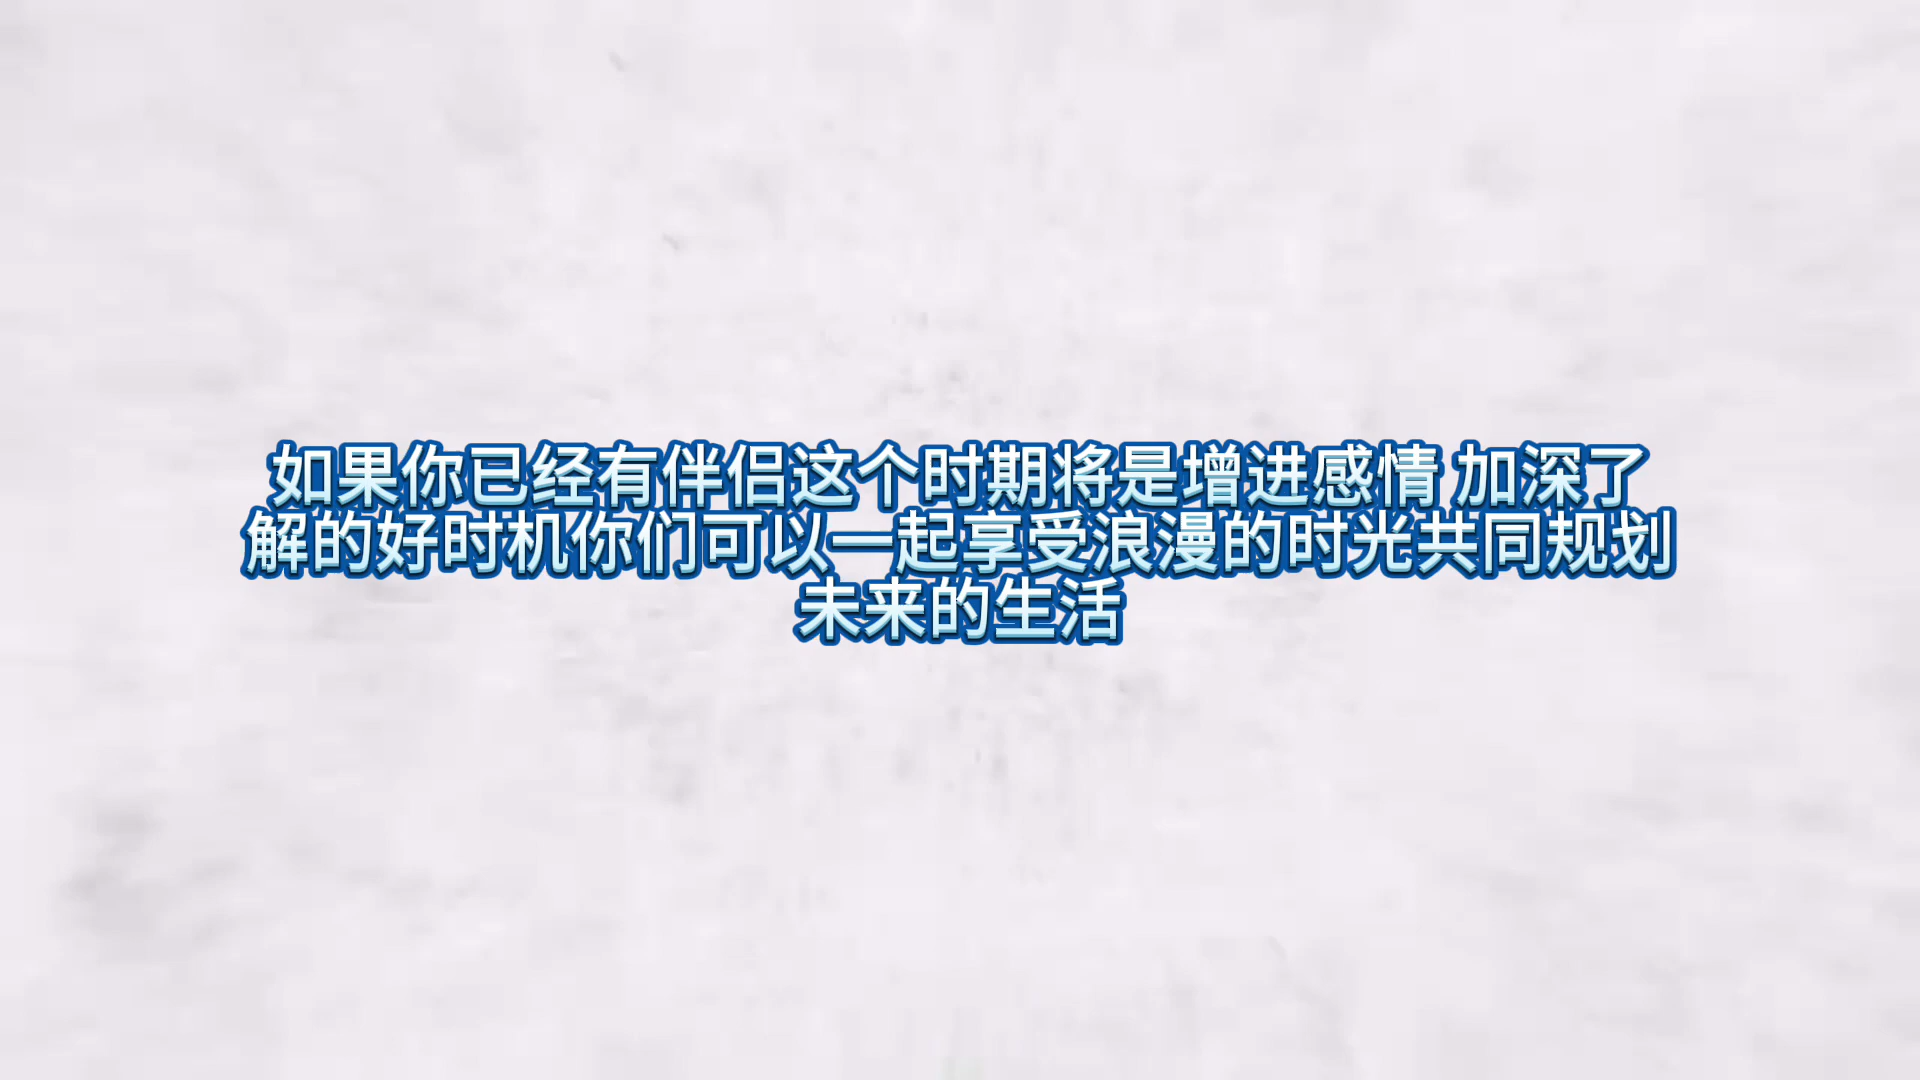 如果你已经有伴侣这个时期将是增进感情 加深了
解的好时机你们可以一起享受浪漫的时光共同规划
未来的生活